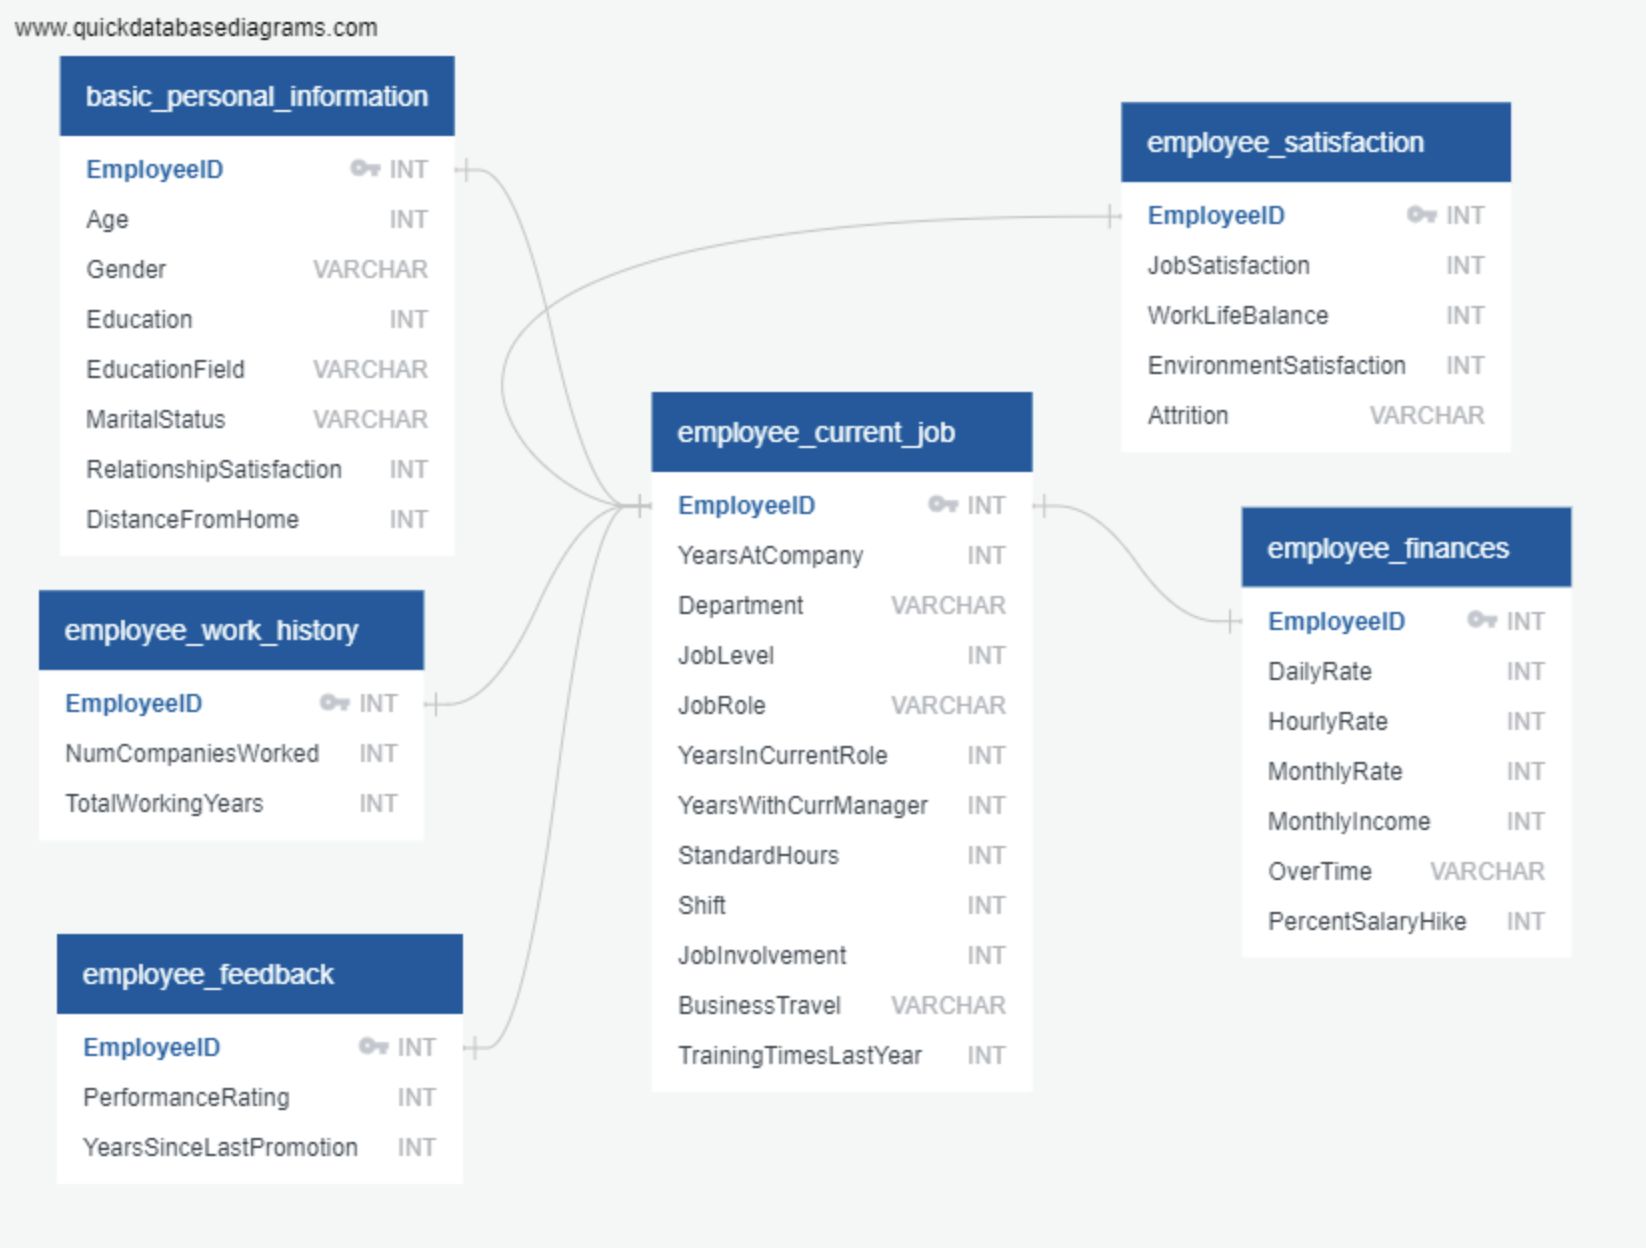 www.quickdatabasediagrams.com
basic_personal_information
EmployeeID INT
Age INT
Gender VARCHAR
Education INT
EducationField VARCHAR
MaritalStatus VARCHAR
RelationshipSatisfaction INT
DistanceFromHome INT
employee_work_history
EmployeeID INT
NumCompaniesWorked INT
TotalWorkingYears INT
employee_feedback
EmployeeID INT
PerformanceRating INT
YearsSinceLastPromotion INT
employee_current_job
EmployeeID INT
YearsAtCompany INT
Department VARCHAR
JobLevel INT
JobRole VARCHAR
YearsInCurrentRole INT
YearsWithCurrManager INT
StandardHours INT
Shift INT
JobInvolvement INT
BusinessTravel VARCHAR
TrainingTimesLastYear INT
employee_satisfaction
EmployeeID INT
JobSatisfaction INT
WorkLifeBalance INT
EnvironmentSatisfaction INT
Attrition VARCHAR
employee_finances
EmployeeID INT
DailyRate INT
HourlyRate INT
MonthlyRate INT
MonthlyIncome INT
OverTime VARCHAR
PercentSalaryHike INT